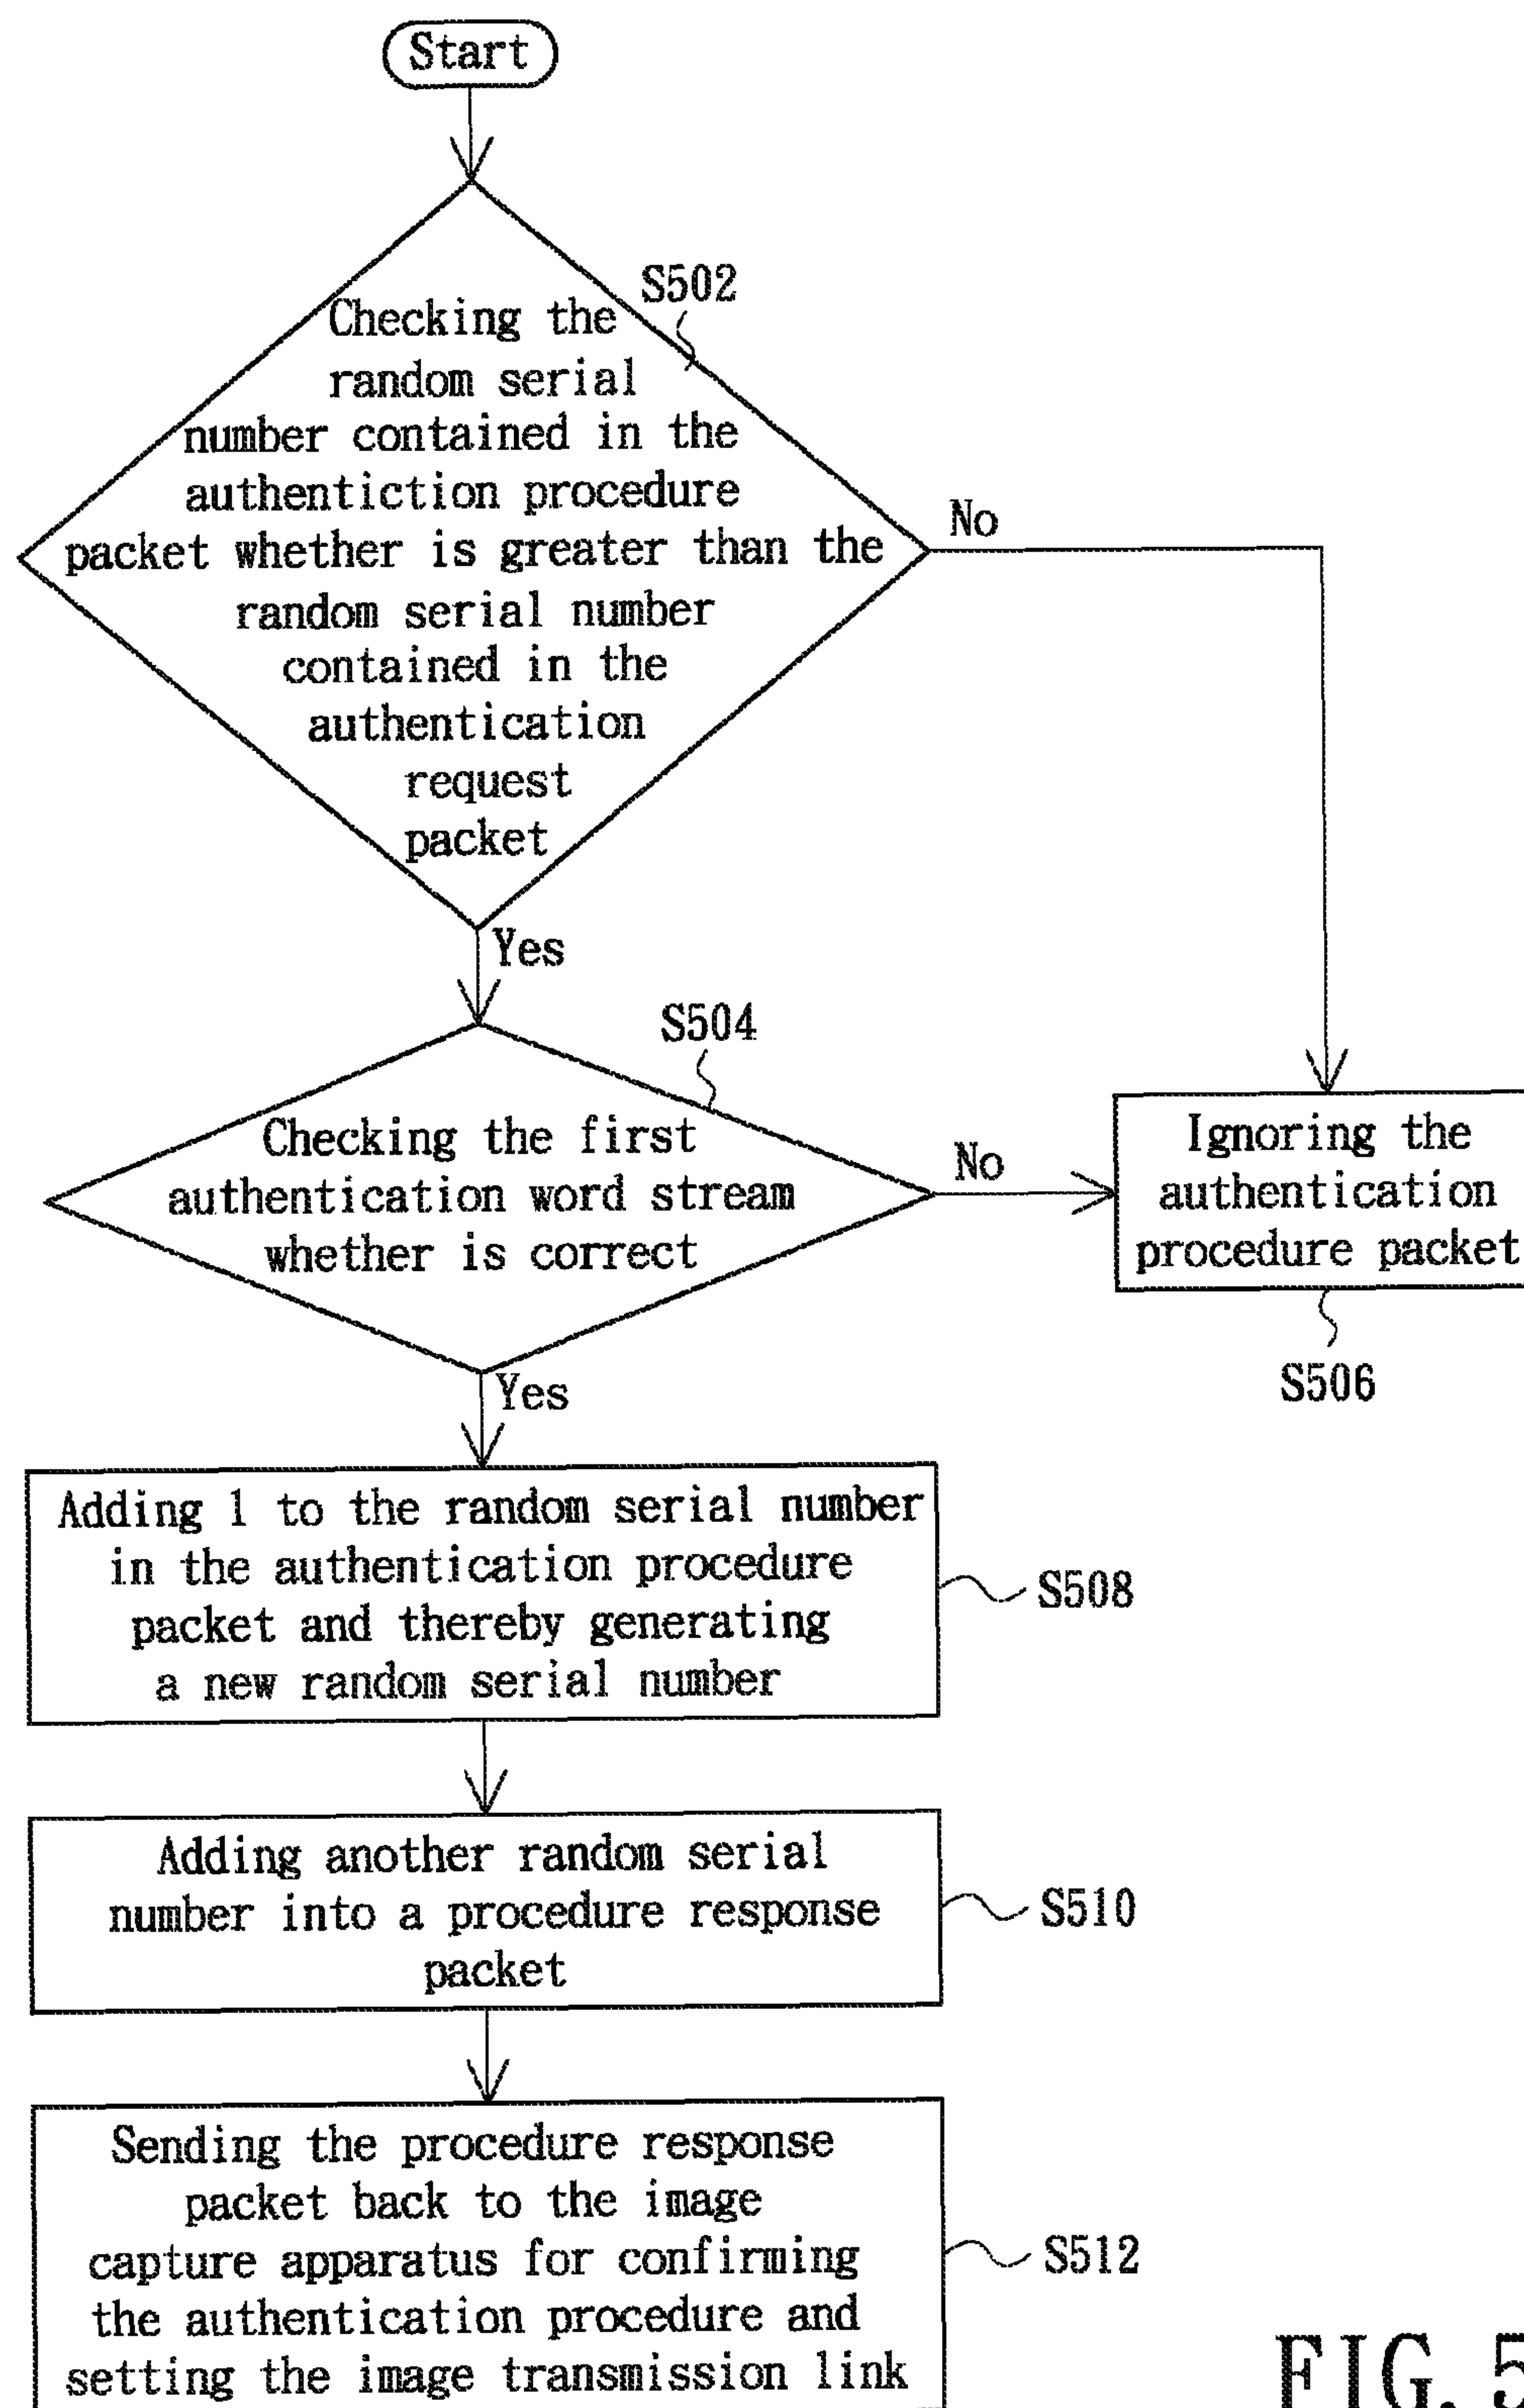 Start
S502
Checking the
random serial
number contained in the
authentiction procedure
packet whether is greater than the
random serial number
contained in the
authentication
request
packet
No
Yes
S504
Checking the first
authentication word stream
whether is correct
No
Ignoring the
authentication
procedure packet
S506
Yes
Adding 1 to the random serial number
in the authentication procedure
packet and thereby generating
a new random serial number
S508
Adding another random serial
number into a procedure response
packet
S510
Sending the procedure response
packet back to the image
capture apparatus for confirming
the authentication procedure and
setting the image transmission link
S512
FIG. 5